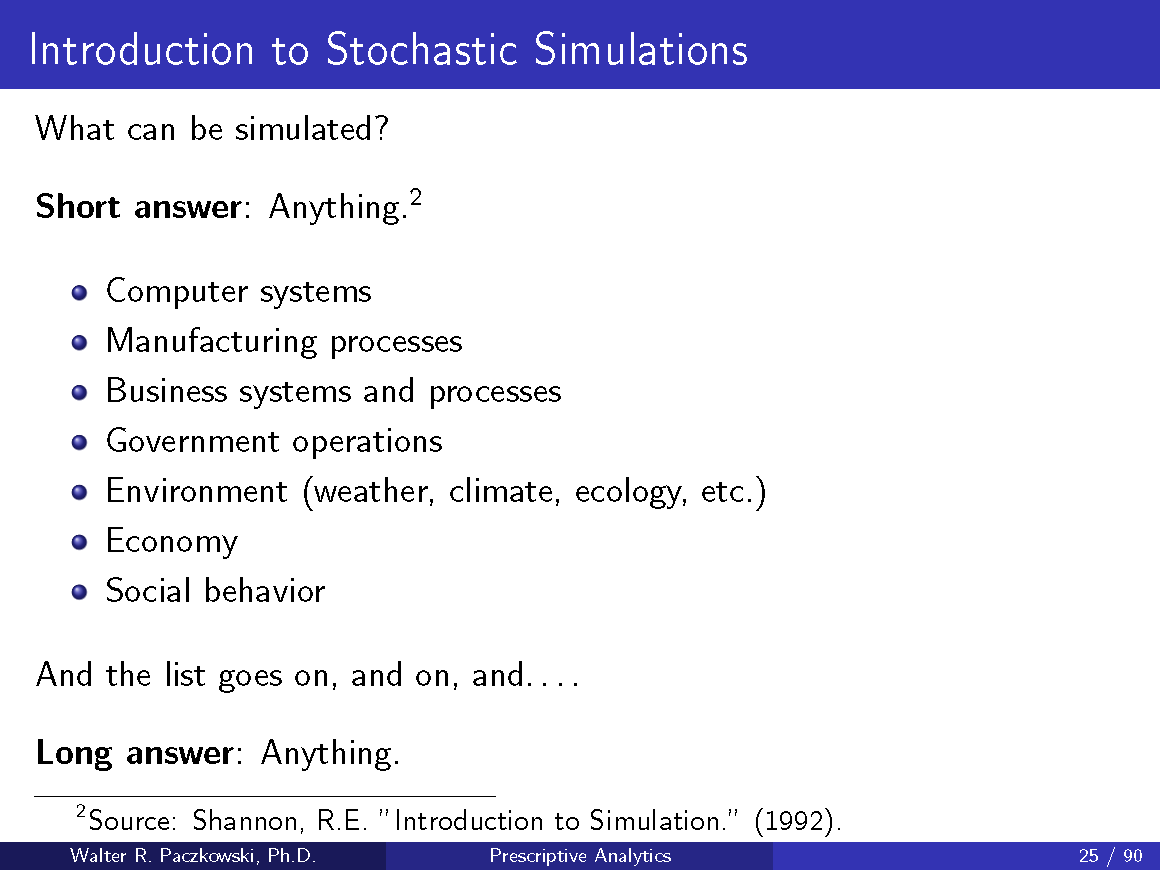 Introduction to Stochastic Simulations
What can be simulated?
Short answer: Anything.2
Computer systems
Manufacturing processes
Business systems and processes
Government operations
Environment (weather, climate, ecology, etc.)
Economy
Social behavior
And the list goes on, and on, and. . . .
Long answer: Anything.
2Source: Shannon, R.E. ”Introduction to Simulation.” (1992).
Walter R. Paczkowski, Ph.D. Prescriptive Analytics 25 / 90